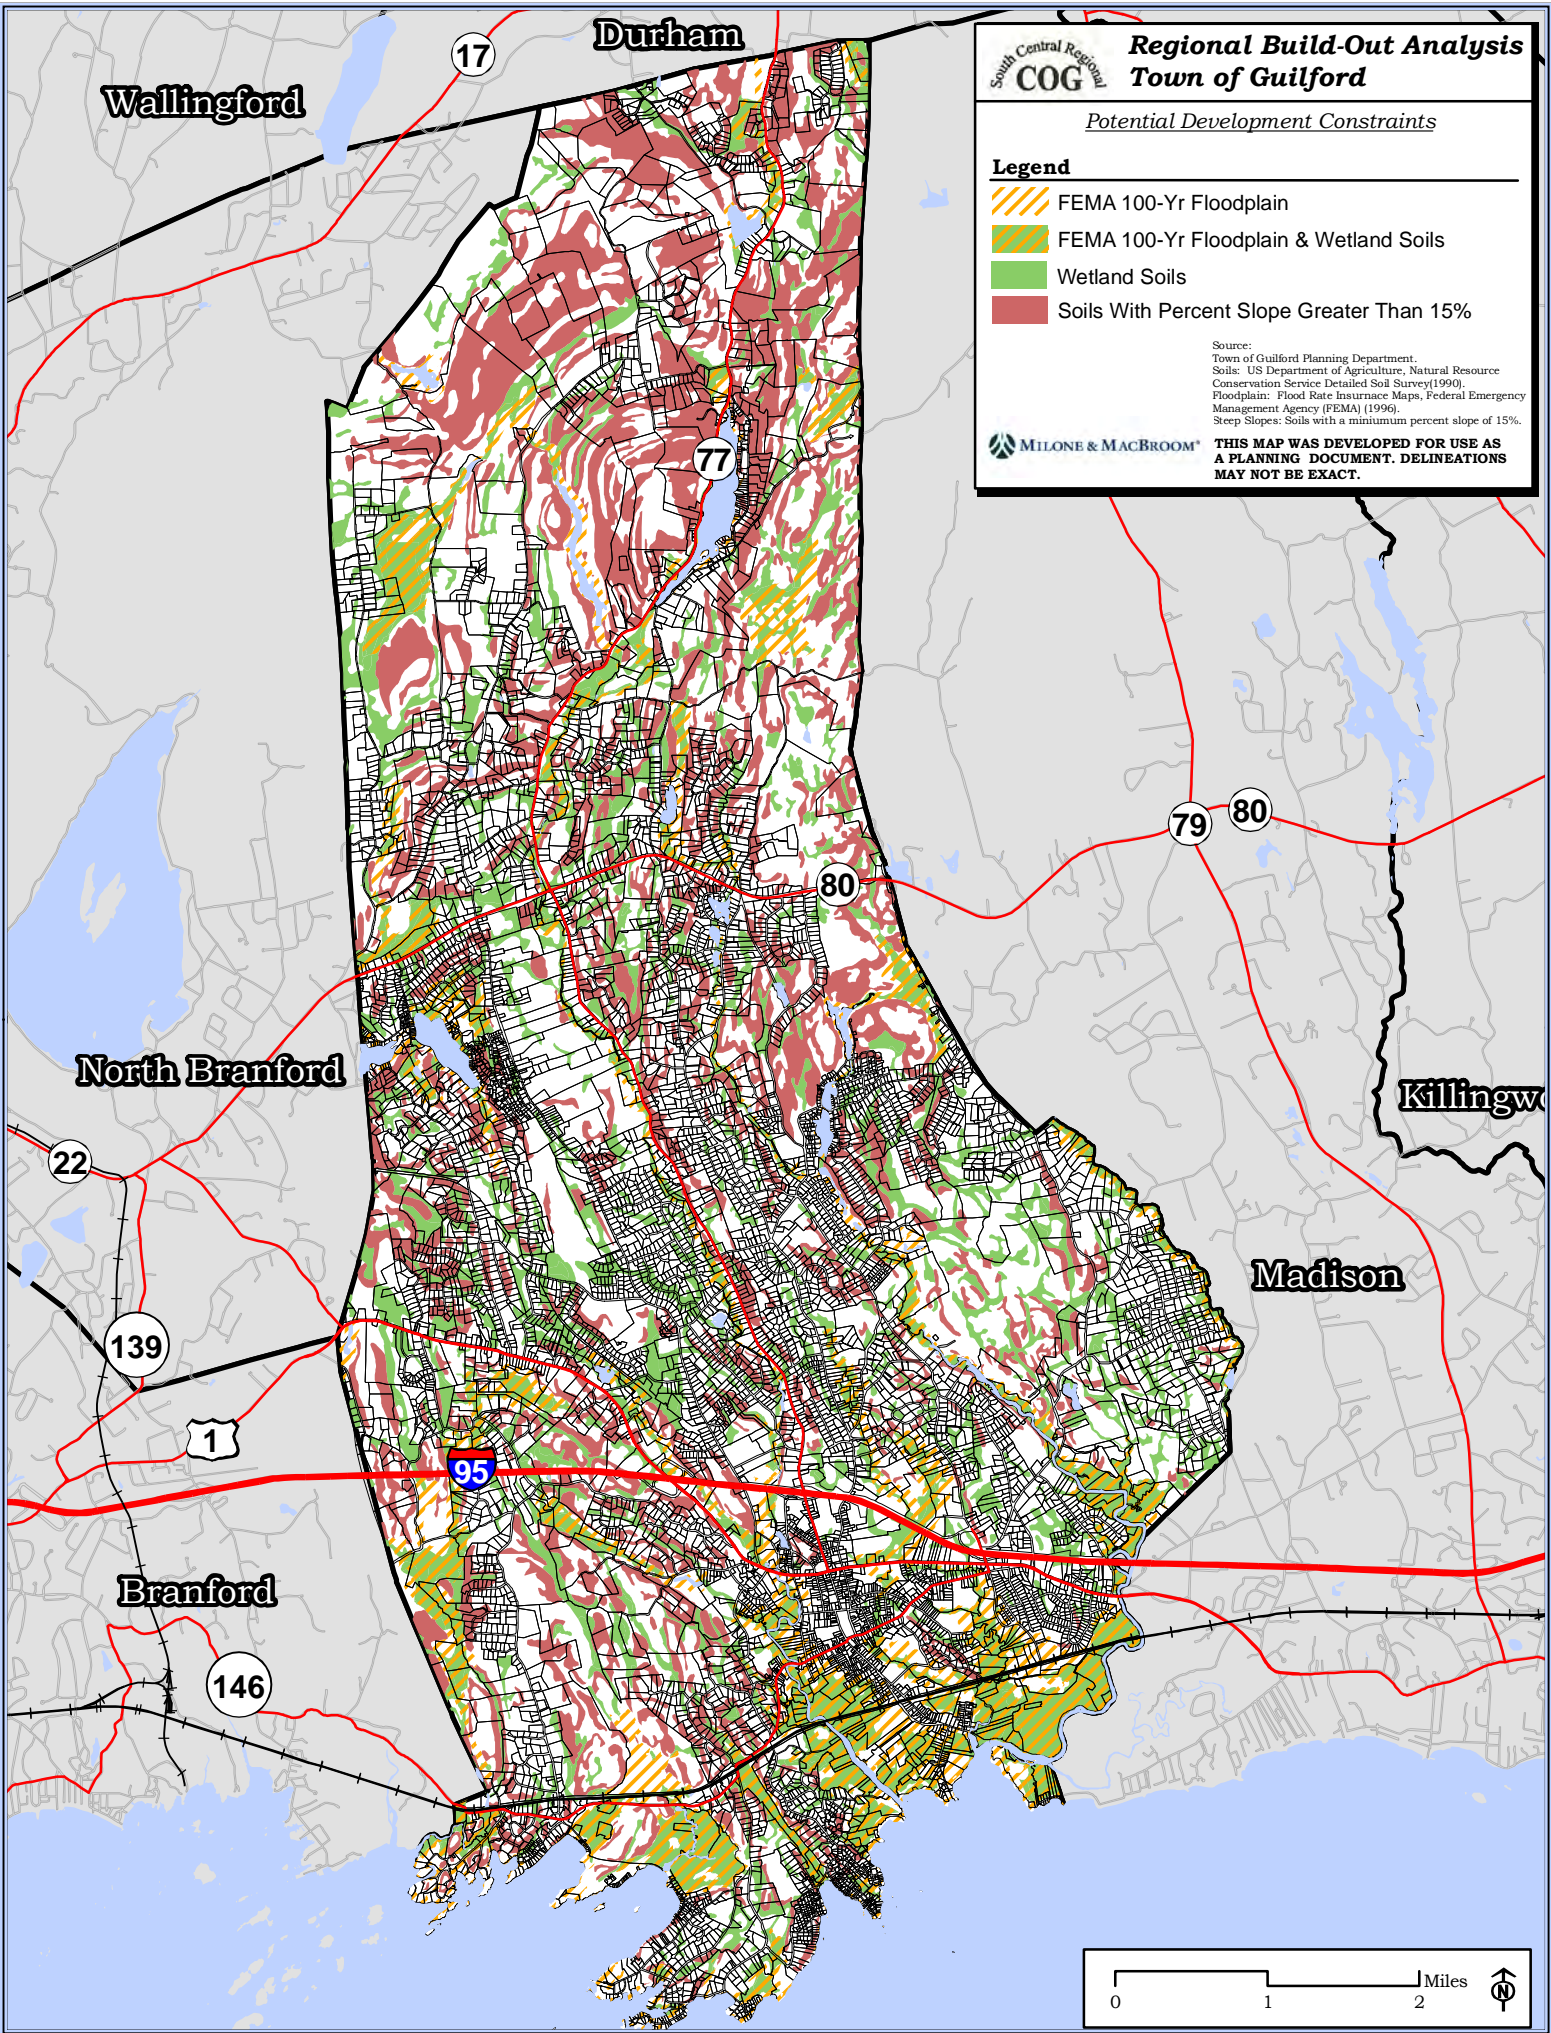 Durham
17
Wallingford
South Central Regional
COG
Regional Build-Out Analysis
Town of Guilford
Potential Development Constraints
Legend
FEMA 100-Yr Floodplain
FEMA 100-Yr Floodplain & Wetland Soils
Wetland Soils
Soils With Percent Slope Greater Than 15%
Source:
Town of Guilford Planning Department.
Soils: US Department of Agriculture, Natural Resource
Conservation Service Detailed Soil Survey(1990).
Floodplain: Flood Rate Insurnace Maps, Federal Emergency
Management Agency (FEMA) (1996).
Steep Slopes: Soils with a miniumum percent slope of 15%.
MILONE & MACBROOM®
THIS MAP WAS DEVELOPED FOR USE AS
A PLANNING DOCUMENT. DELINEATIONS
MAY NOT BE EXACT.
77
79
80
80
North Branford
Killingwo
22
Madison
139
1
95
Branford
146
Miles
0 1 2
N